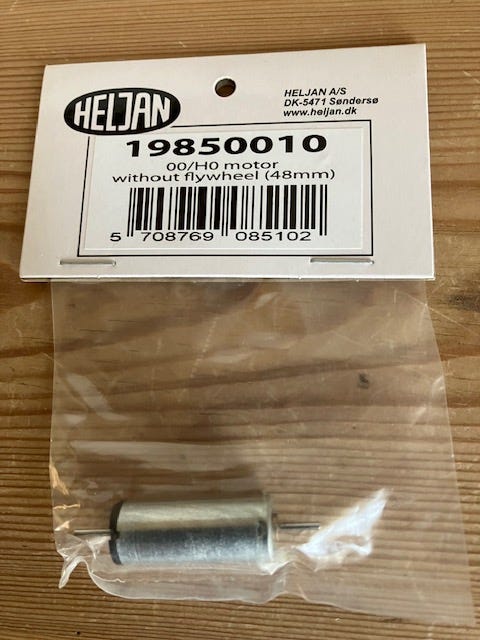 HELJAN
HELJAN A/S
DK-5471 Søndersø
www.heljan.dk
19850010
00/H0 motor
without flywheel (48mm)
5 708769 085102